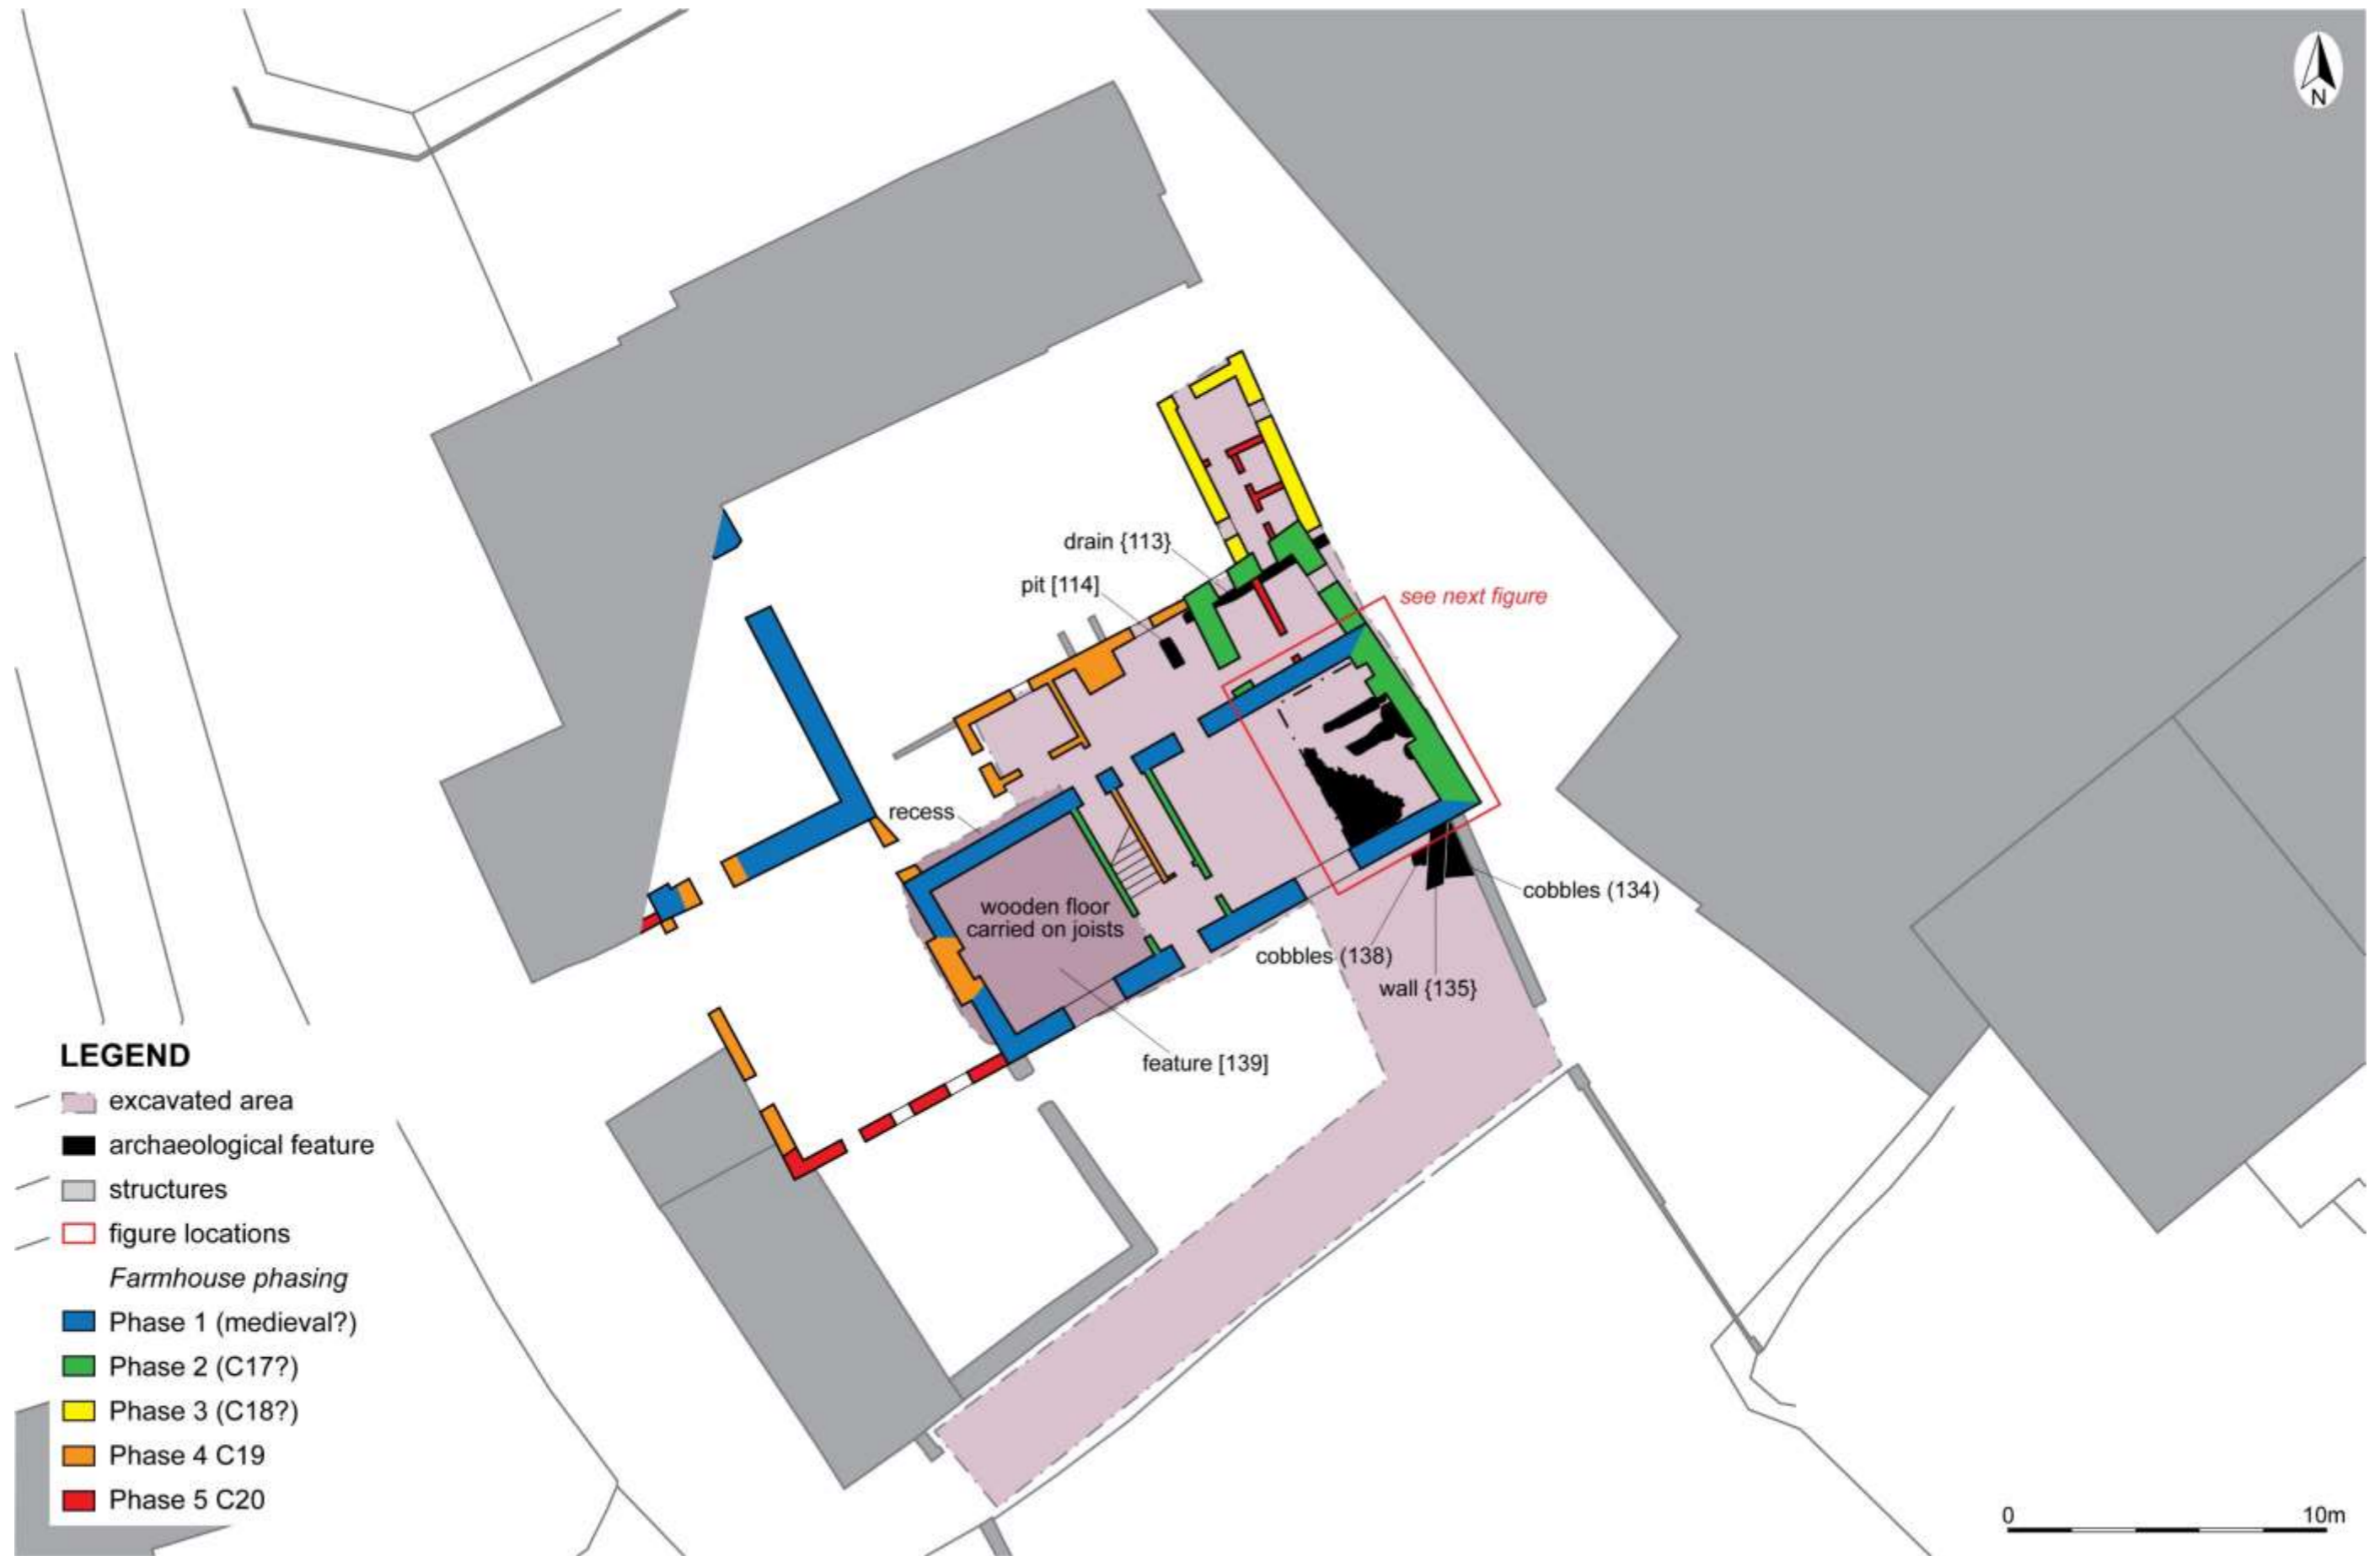 N
drain {113}
pit [114]
see next figure
recess
wooden floor
carried on joists
cobbles (134)
cobbles (138)
wall {135}
feature [139]
LEGEND
excavated area
archaeological feature
structures
figure locations
Farmhouse phasing
Phase 1 (medieval?)
Phase 2 (C17?)
Phase 3 (C18?)
Phase 4 C19
Phase 5 C20
0 10m